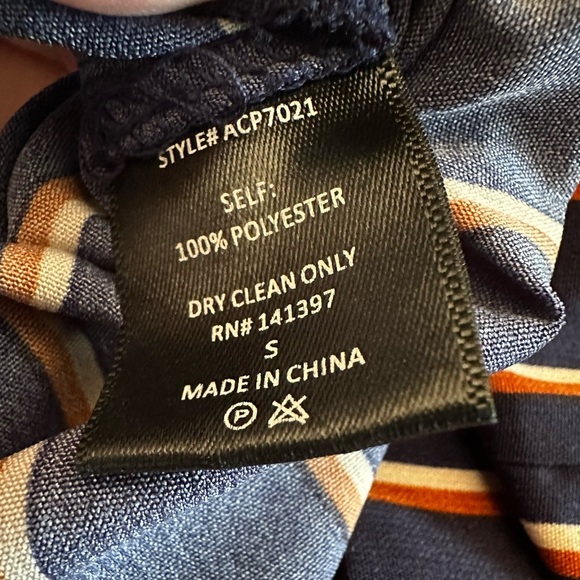 STYLE# ACP7021
SELF:
100% POLYESTER
DRY CLEAN ONLY
RN# 141397
S
MADE IN CHINA
P